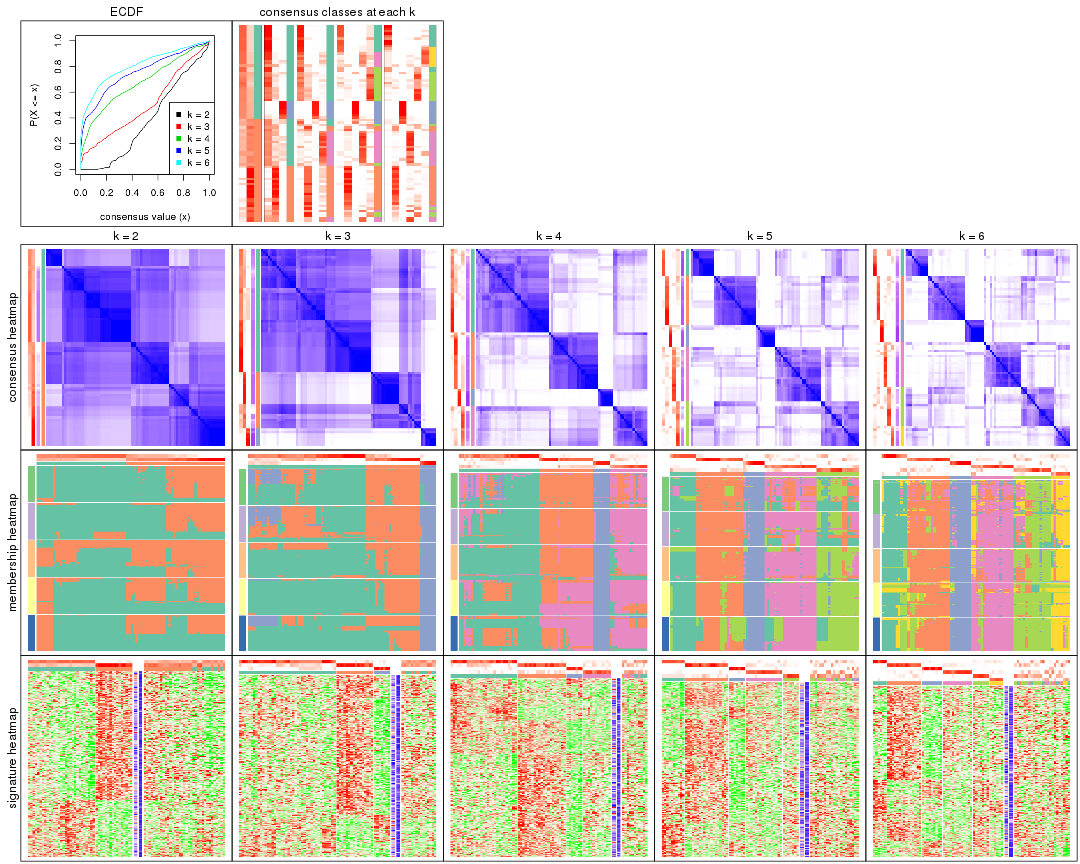 ECDF
consensus classes at each k
P(X <= x)
0.0 0.2 0.4 0.6 0.8 1.0
k = 2
k = 3
k = 4
k = 5
k = 6
0.0 0.2 0.4 0.6 0.8 1.0
consensus value (x)
k = 2
k = 3
k = 4
k = 5
k = 6
consensus heatmap
membership heatmap
signature heatmap